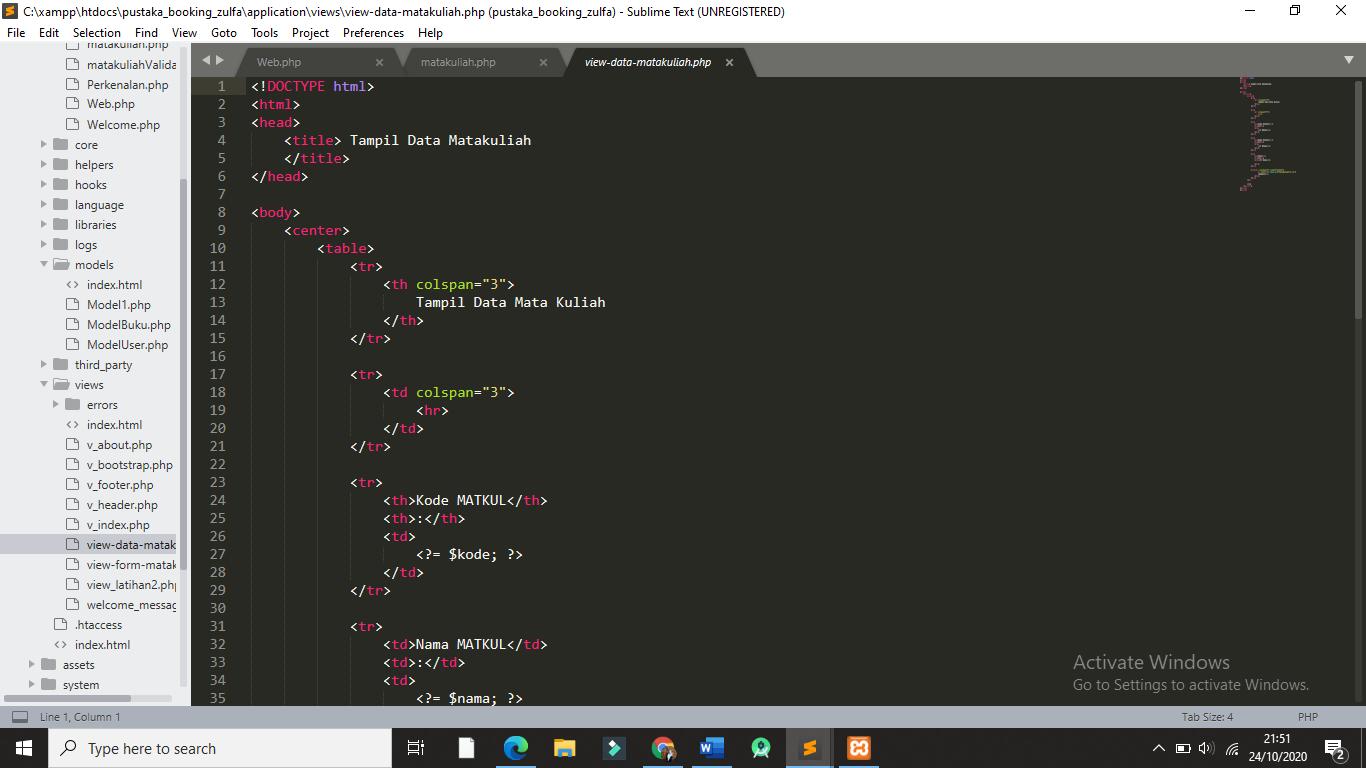 C:\xampp\htdocs\pustaka_booking_zulfa\application\views\view-data-matakuliah.php (pustaka_booking_zulfa) - Sublime Text (UNREGISTERED)
File Edit Selection Find View Goto Tools Project Preferences Help
matakuliah.php
matakuliahValida
Perkenalan.php
Web.php
Welcome.php
core
helpers
hooks
language
libraries
logs
models
index.html
Model1.php
ModelBuku.php
ModelUser.php
third_party
views
errors
index.html
v_about.php
v_bootstrap.php
v_footer.php
v_header.php
v_index.php
view-data-matak
view-form-matak
view_latihan2.ph
welcome_messag
.htaccess
index.html
assets
system
Web.php × matakuliah.php × view-data-matakuliah.php ×
1 <!DOCTYPE html>
2 <html>
3 <head>
4 <title> Tampil Data Matakuliah
5 </title>
6 </head>
7
8 <body>
9 <center>
10 <table>
11 <tr>
12 <th colspan="3">
13 Tampil Data Mata Kuliah
14 </th>
15 </tr>
16
17 <tr>
18 <td colspan="3">
19 <hr>
20 </td>
21 </tr>
22
23 <tr>
24 <th>Kode MATKUL</th>
25 <th>:</th>
26 <td>
27 <?= $kode; ?>
28 </td>
29 </tr>
30
31 <tr>
32 <td>Nama MATKUL</td>
33 <td>:</td>
34 <td>
35 <?= $nama; ?>
Activate Windows
Go to Settings to activate Windows.
Line 1, Column 1 Tab Size: 4 PHP
Type here to search
21:51
24/10/2020
2